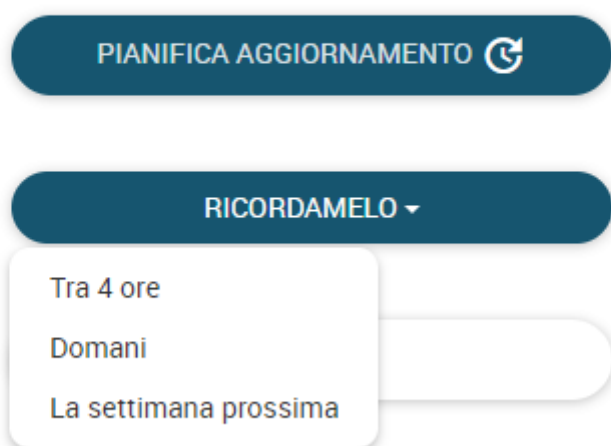 PIANIFICA AGGIORNAMENTO
RICORDAMELO
Tra 4 ore
Domani
La settimana prossima